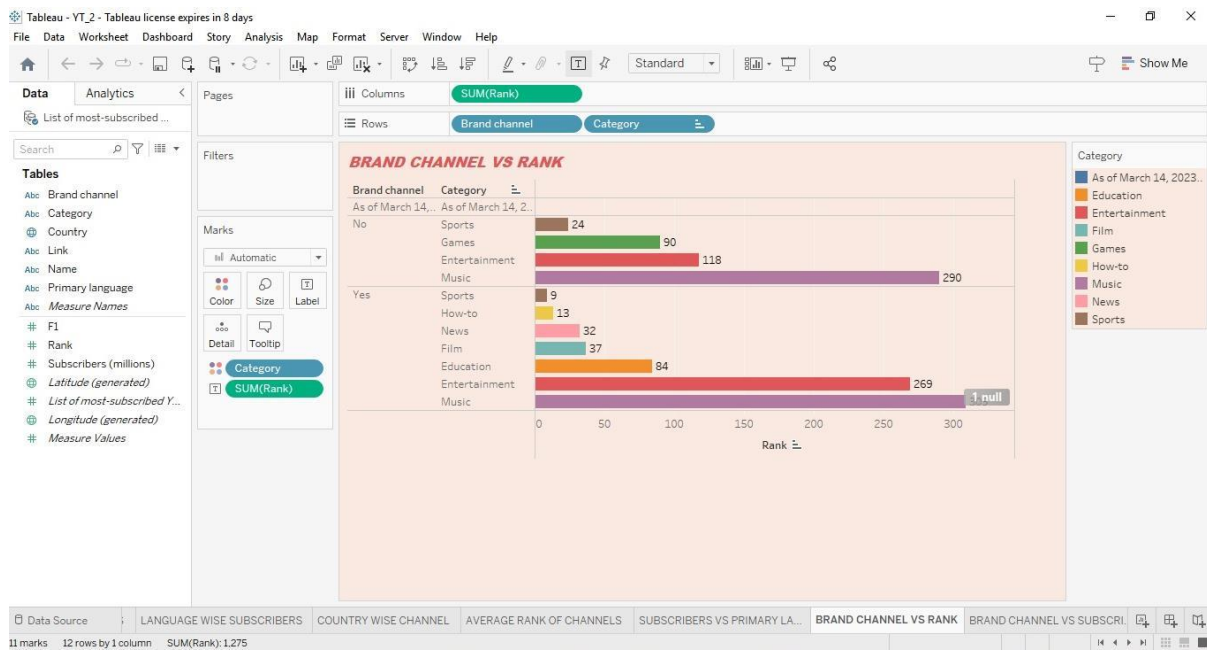 Tableau - YT_2 - Tableau license expires in 8 days
File Data Worksheet Dashboard Story Analysis Map Format Server Window Help
Standard
Show Me
Data Analytics
List of most-subscribed ...
Search
Tables
Abc Brand channel
Abc Category
Country
Abc Link
Abc Name
Abc Primary language
Abc Measure Names
# F1
# Rank
# Subscribers (millions)
Latitude (generated)
# List of most-subscribed Y...
Longitude (generated)
# Measure Values
Pages
Filters
Marks
Automatic
Color Size Label
Detail Tooltip
Category
SUM(Rank)
Columns SUM(Rank)
Rows Brand channel Category
BRAND CHANNEL VS RANK
Brand channel Category
As of March 14,... As of March 14, 2...
No Sports 24
Games 90
Entertainment 118
Music 290
Yes Sports 9
How-to 13
News 32
Film 37
Education 84
Entertainment 269
Music 1 null
0 50 100 150 200 250 300
Rank
Category
As of March 14, 2023...
Education
Entertainment
Film
Games
How-to
Music
News
Sports
Data Source LANGUAGE WISE SUBSCRIBERS COUNTRY WISE CHANNEL AVERAGE RANK OF CHANNELS SUBSCRIBERS VS PRIMARY LA... BRAND CHANNEL VS RANK BRAND CHANNEL VS SUBSCRI...
11 marks 12 rows by 1 column SUM(Rank): 1,275